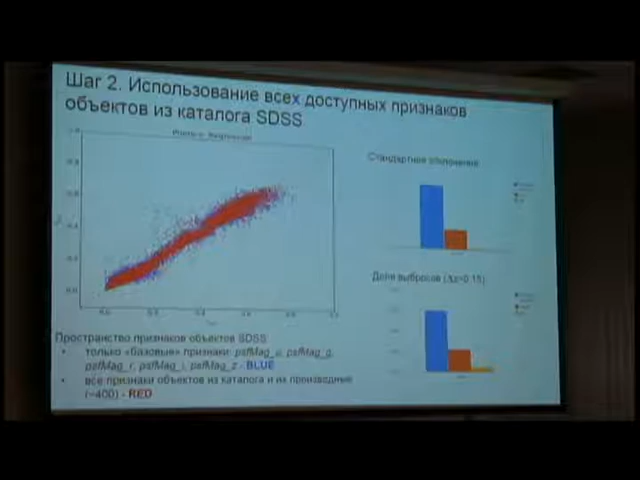 Шаг 2. Использование всех доступных признаков
объектов из каталога SDSS
Стандартное отклонение
Доля выбросов (Δz>0.15)
Пространство признаков объектов SDSS
• только «базовые» признаки: psfMag_u, psfMag_g,
psfMag_r, psfMag_i, psfMag_z - BLUE
• все признаки объектов из каталога и их производные
(~400) - RED